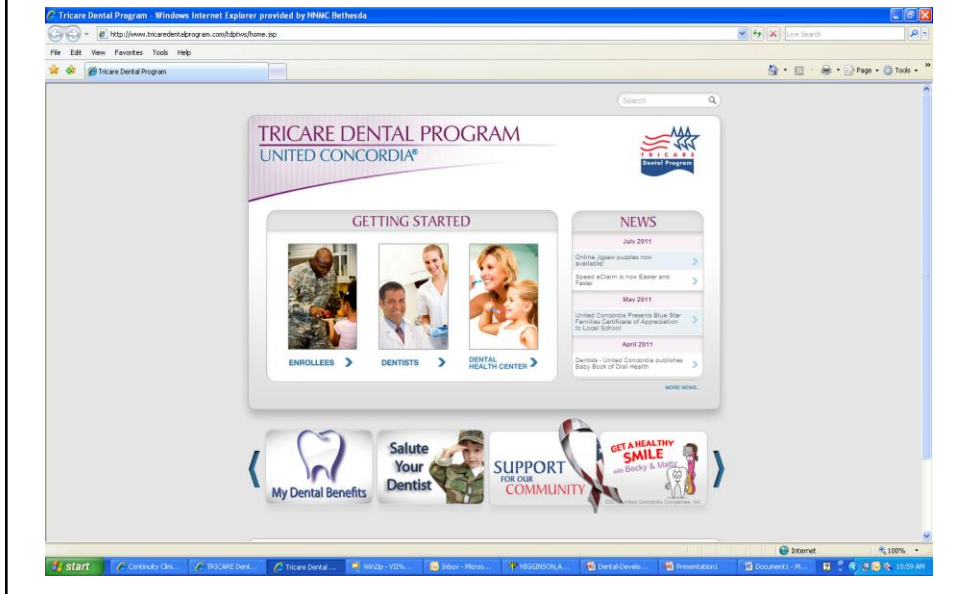 Tricare Dental Program - Windows Internet Explorer provided by NNMC Bethesda
http://www.tricaredentalprogram.com/tdptws/home.jsp
Live Search
File Edit View Favorites Tools Help
Tricare Dental Program
Page Tools
Search
TRICARE DENTAL PROGRAM
UNITED CONCORDIA®
TRICARE
Dental Program
GETTING STARTED
ENROLLEES
DENTISTS
DENTAL
HEALTH CENTER
NEWS
July 2011
Online jigsaw puzzles now
available!
Speed eClaim is now Easier and
Faster
May 2011
United Concordia Presents Blue Star
Families Certificate of Appreciation
to Local School
April 2011
Dentists - United Concordia publishes
Baby Book of Oral Health
MORE NEWS...
My Dental Benefits
Salute
Your
Dentist
SUPPORT
FOR OUR
COMMUNITY
GET A HEALTHY
SMILE
with Becky & Matty
United Concordia Companies, Inc.
Internet
100%
start
Continuity Clini...
TRICARE Dent...
Tricare Dental ...
WinZip - VI2%...
Inbox - Micros...
HIGGINSON,A...
Dental-Develo...
Presentation1
Document1 - M...
10:59 AM